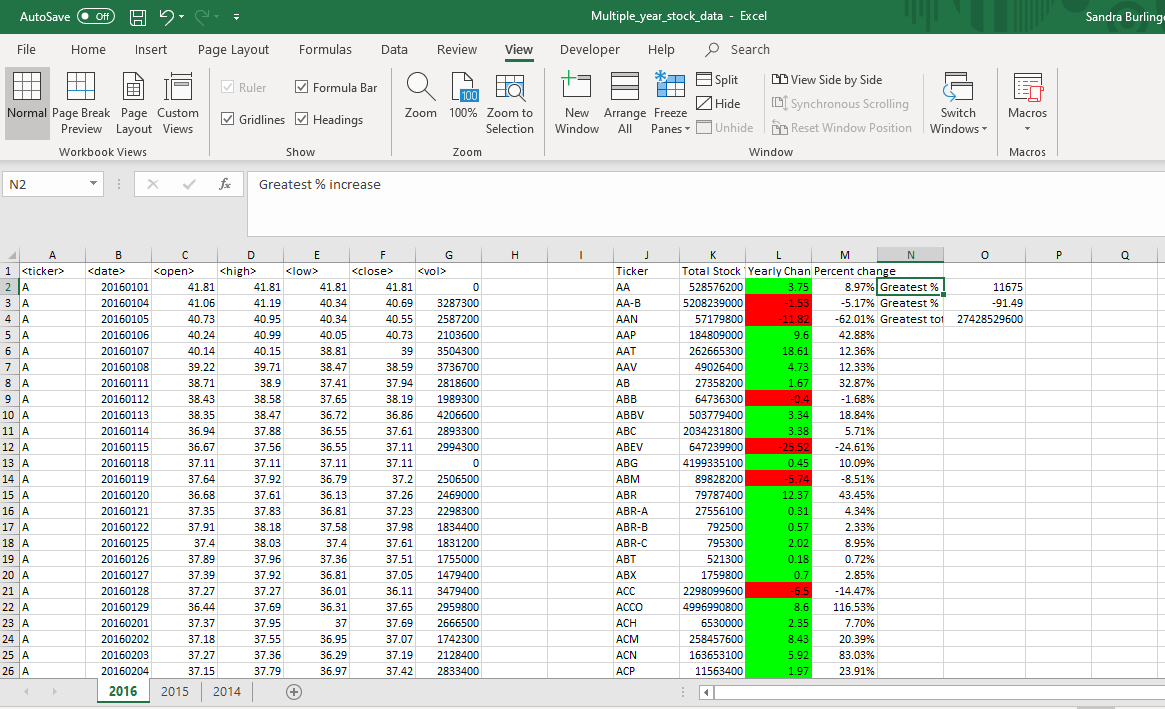 AutoSave Off Multiple_year_stock_data - Excel Sandra Burling
File Home Insert Page Layout Formulas Data Review View Developer Help Search
Normal Page Break Preview Page Layout Custom Views
Workbook Views
Ruler Formula Bar
Gridlines Headings
Show
Zoom 100% Zoom to Selection
Zoom
New Window Arrange All Freeze Panes
Split View Side by Side
Hide Synchronous Scrolling
Unhide Reset Window Position
Window
Switch Windows
Macros
Macros
N2 fx Greatest % increase
A B C D E F G H I J K L M N O P Q
1 <ticker> <date> <open> <high> <low> <close> <vol> Ticker Total Stock Yearly Chan Percent change
2 A 20160101 41.81 41.81 41.81 41.81 0 AA 528576200 3.75 8.97% Greatest % 11675
3 A 20160104 41.06 41.19 40.34 40.69 3287300 AA-B 5208239000 -1.53 -5.17% Greatest % -91.49
4 A 20160105 40.73 40.95 40.34 40.55 2587200 AAN 57179800 -11.82 -62.01% Greatest tot 27428529600
5 A 20160106 40.24 40.99 40.05 40.73 2103600 AAP 184809000 9.6 42.88%
6 A 20160107 40.14 40.15 38.81 39 3504300 AAT 262665300 18.61 12.36%
7 A 20160108 39.22 39.71 38.47 38.59 3736700 AAV 49026400 4.73 12.33%
8 A 20160111 38.71 38.9 37.41 37.94 2818600 AB 27358200 1.67 32.87%
9 A 20160112 38.43 38.58 37.65 38.19 1989300 ABB 64736300 -0.4 -1.68%
10 A 20160113 38.35 38.47 36.72 36.86 4206600 ABBV 503779400 3.34 18.84%
11 A 20160114 36.94 37.88 36.55 37.61 2893300 ABC 2034231800 3.38 5.71%
12 A 20160115 36.67 37.56 36.55 37.11 2994300 ABEV 647239900 -25.52 -24.61%
13 A 20160118 37.11 37.11 37.11 37.11 0 ABG 4199335100 0.45 10.09%
14 A 20160119 37.64 37.92 36.79 37.2 2506500 ABM 89828200 -5.74 -8.51%
15 A 20160120 36.68 37.61 36.13 37.26 2469000 ABR 79787400 12.37 43.45%
16 A 20160121 37.35 37.83 36.81 37.23 2298300 ABR-A 27556100 0.31 4.34%
17 A 20160122 37.91 38.18 37.58 37.98 1834400 ABR-B 792500 0.57 2.33%
18 A 20160125 37.4 38.03 37.4 37.61 1831200 ABR-C 795300 2.02 8.95%
19 A 20160126 37.89 37.96 37.36 37.51 1755000 ABT 521300 0.18 0.72%
20 A 20160127 37.39 37.92 36.81 37.05 1479400 ABX 1759800 0.7 2.85%
21 A 20160128 37.27 37.27 36.01 36.11 3479400 ACC 2298099600 -6.5 -14.47%
22 A 20160129 36.44 37.69 36.31 37.65 2959800 ACCO 4996990800 8.6 116.53%
23 A 20160201 37.37 37.95 37 37.69 2666500 ACH 6530000 2.35 7.70%
24 A 20160202 37.18 37.55 36.95 37.07 1742300 ACM 258457600 8.43 20.39%
25 A 20160203 37.27 37.36 36.29 37.19 2128400 ACN 163653100 5.92 83.03%
26 A 20160204 37.15 37.79 36.97 37.42 2833400 ACP 11563400 1.97 23.91%
2016 2015 2014